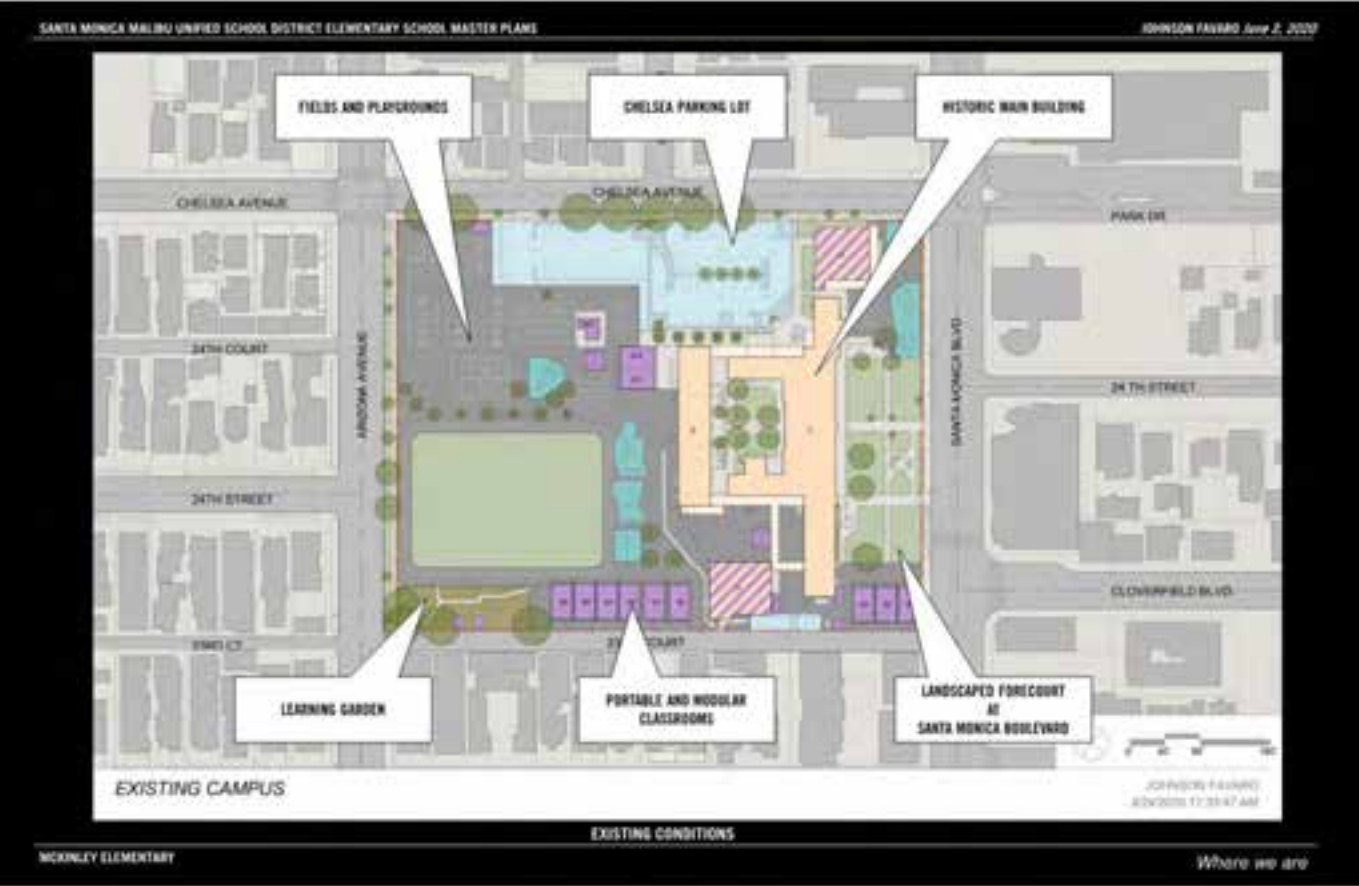 SANTA MONICA MALIBU UNIFIED SCHOOL DISTRICT ELEMENTARY SCHOOL MASTER PLANS
JOHNSON FAVARO June 2, 2020
FIELDS AND PLAYGROUNDS
CHELSEA PARKING LOT
HISTORIC MAIN BUILDING
CHELSEA AVENUE
CHELSEA AVENUE
PARK DR
24TH COURT
ARIZONA AVENUE
SANTA MONICA BLVD
24 TH STREET
24TH STREET
CLOVERFIELD BLVD.
23RD CT
COURT
LEARNING GARDEN
PORTABLE AND MODULAR
CLASSROOMS
LANDSCAPED FORECOURT
AT
SANTA MONICA BOULEVARD
EXISTING CAMPUS
JOHNSON FAVARO
EXISTING CONDITIONS
MCKINLEY ELEMENTARY
Where we are